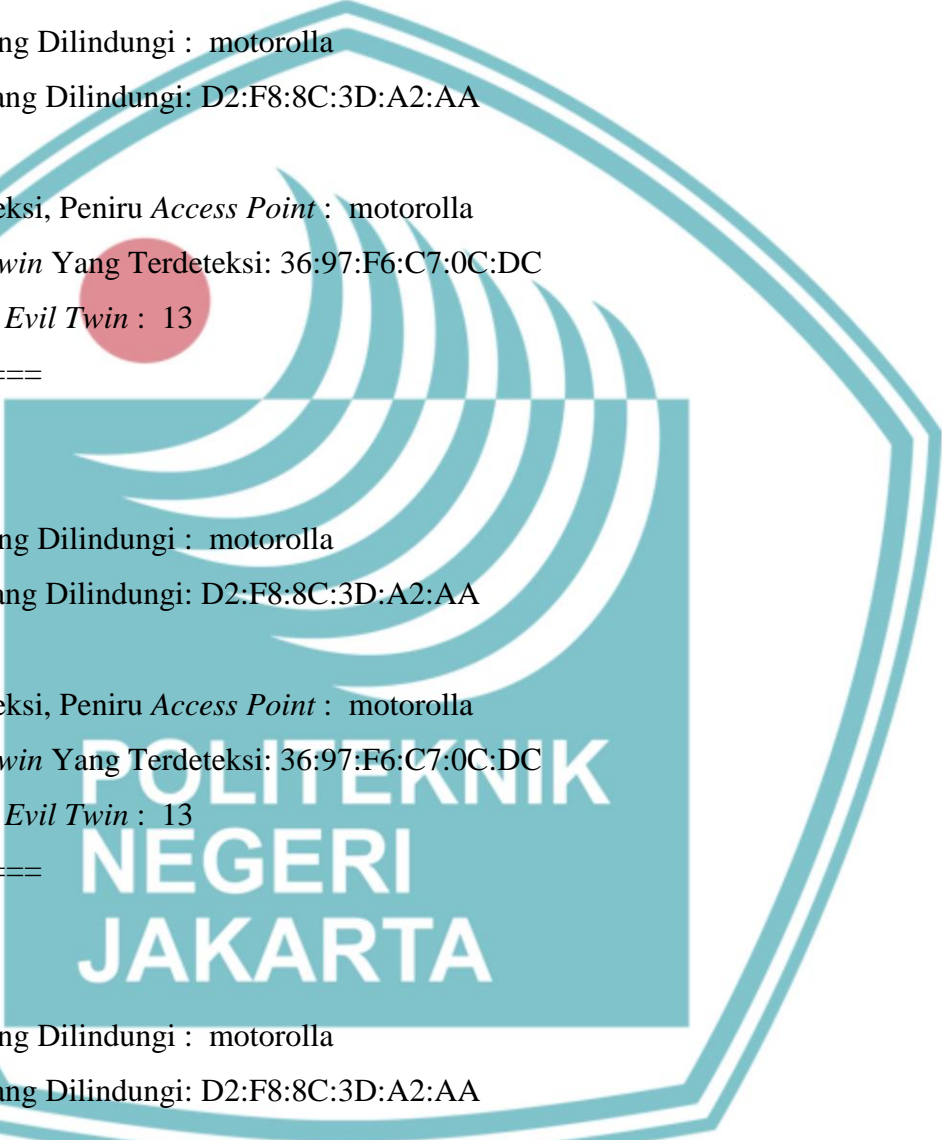 ng Dilindungi : motorolla
ang Dilindungi: D2:F8:8C:3D:A2:AA
eksi, Peniru Access Point : motorolla
win Yang Terdeteksi: 36:97:F6:C7:0C:DC
Evil Twin : 13
===
ng Dilindungi : motorolla
ang Dilindungi: D2:F8:8C:3D:A2:AA
eksi, Peniru Access Point : motorolla
win Yang Terdeteksi: 36:97:F6:C7:0C:DC
Evil Twin : 13
===
ng Dilindungi : motorolla
ang Dilindungi: D2:F8:8C:3D:A2:AA
POLITEKNIK
NEGERI
JAKARTA